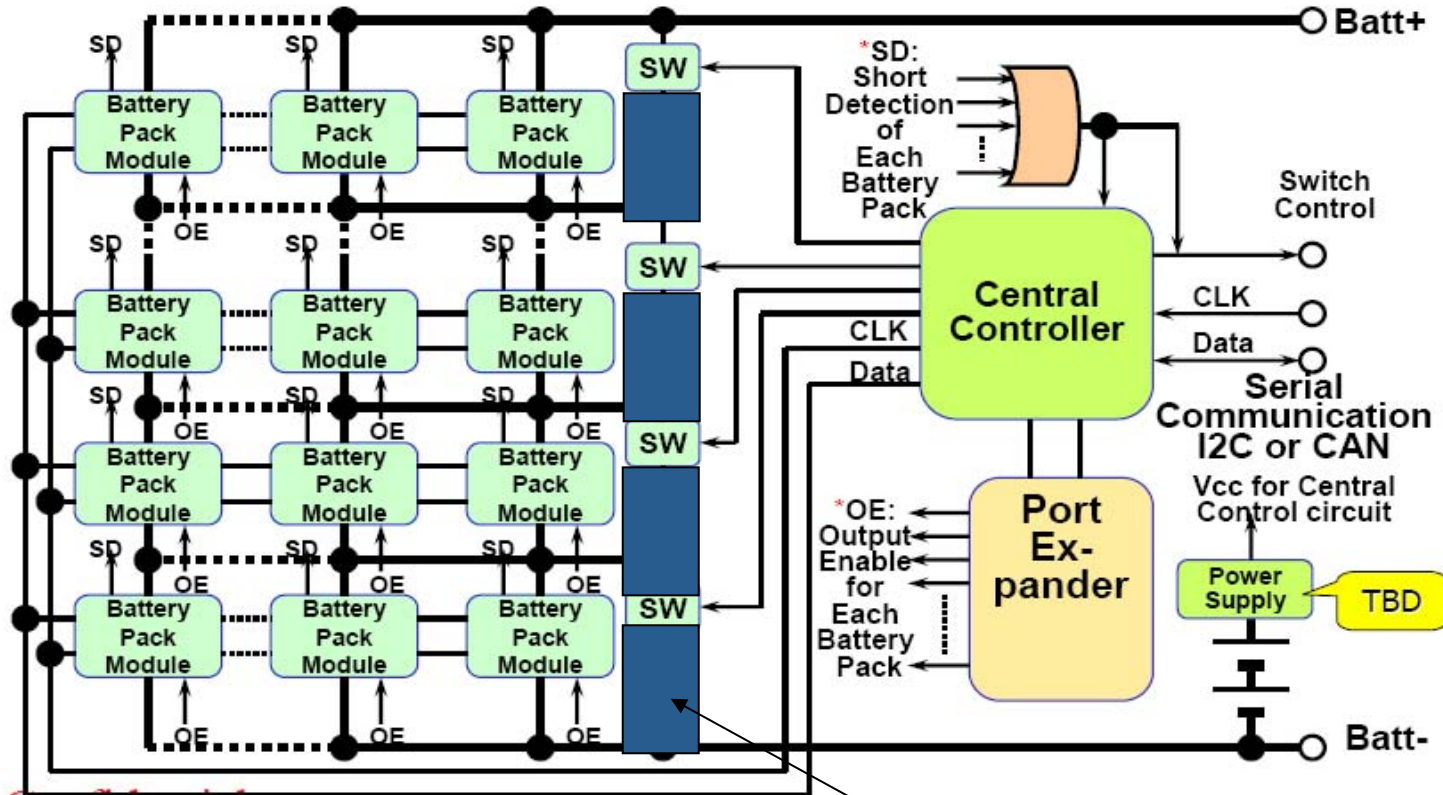 Batt+
SD
SD
SD
SW
*SD:
Short
Detection
of
Each
Battery
Pack
Battery
Pack
Module
Battery
Pack
Module
Battery
Pack
Module
Switch
Control
OE
OE
OE
SD
SD
SD
SW
Battery
Pack
Module
Battery
Pack
Module
Battery
Pack
Module
Central
Controller
CLK
CLK
Data
Data
Serial
Communication
I2C or CAN
SD
SD
SD
OE
OE
OE
SW
Battery
Pack
Module
Battery
Pack
Module
Battery
Pack
Module
Vcc for Central
Control circuit
*OE:
Output
Enable
for
Each
Battery
Pack
Port
Ex-
pander
SD
SD
SD
OE
OE
OE
SW
Power
Supply
TBD
Battery
Pack
Module
Battery
Pack
Module
Battery
Pack
Module
OE
OE
OE
Batt-